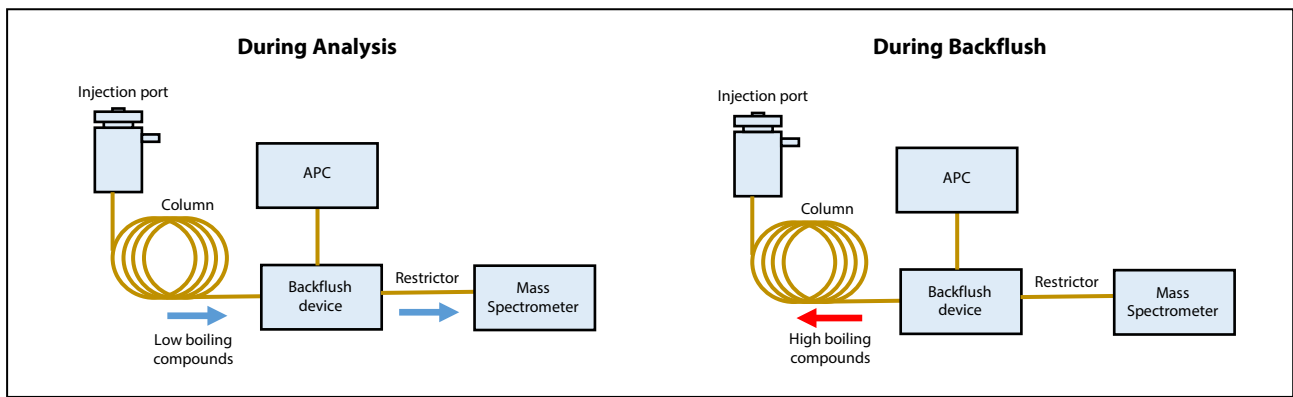 During Analysis
Injection port
APC
Column
Backflush
device
Restrictor
Mass
Spectrometer
Low boiling
compounds
During Backflush
Injection port
APC
Column
Backflush
device
Restrictor
Mass
Spectrometer
High boiling
compounds